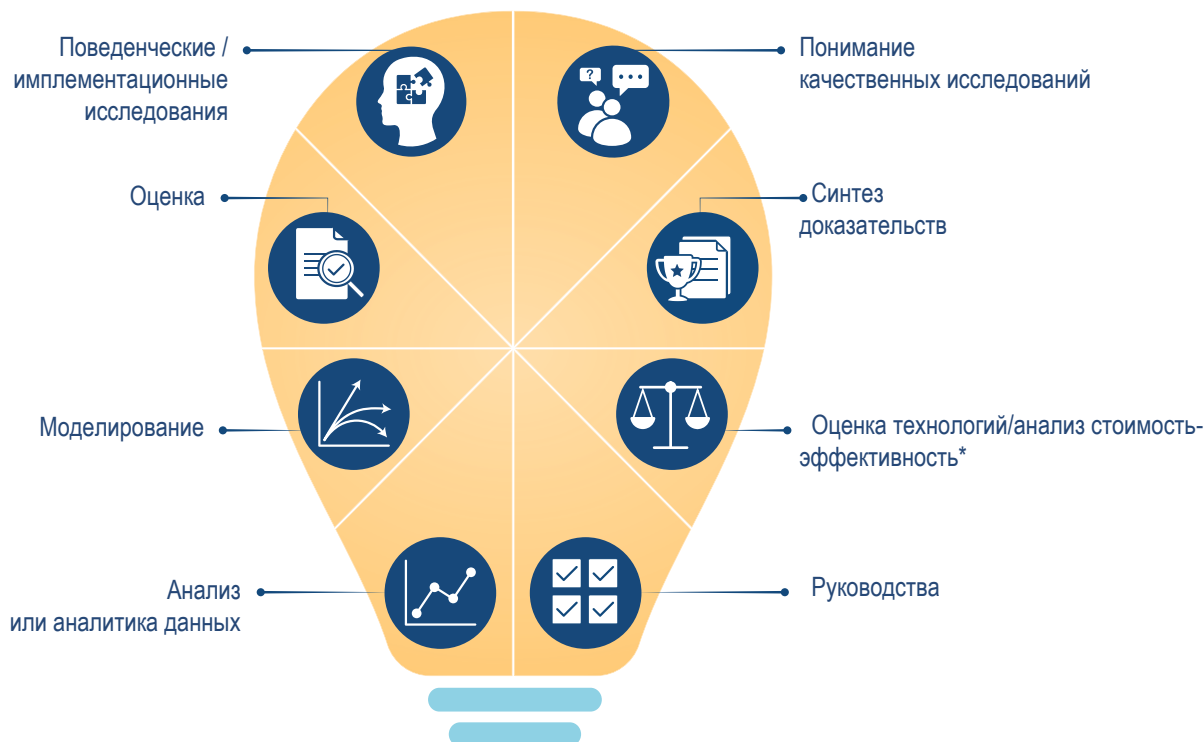 Поведенческие /
имплементационные
исследования
Понимание
качественных исследований
Оценка
Синтез
доказательств
Моделирование
Оценка технологий/анализ стоимость-
эффективность*
Анализ
или аналитика данных
Руководства
?